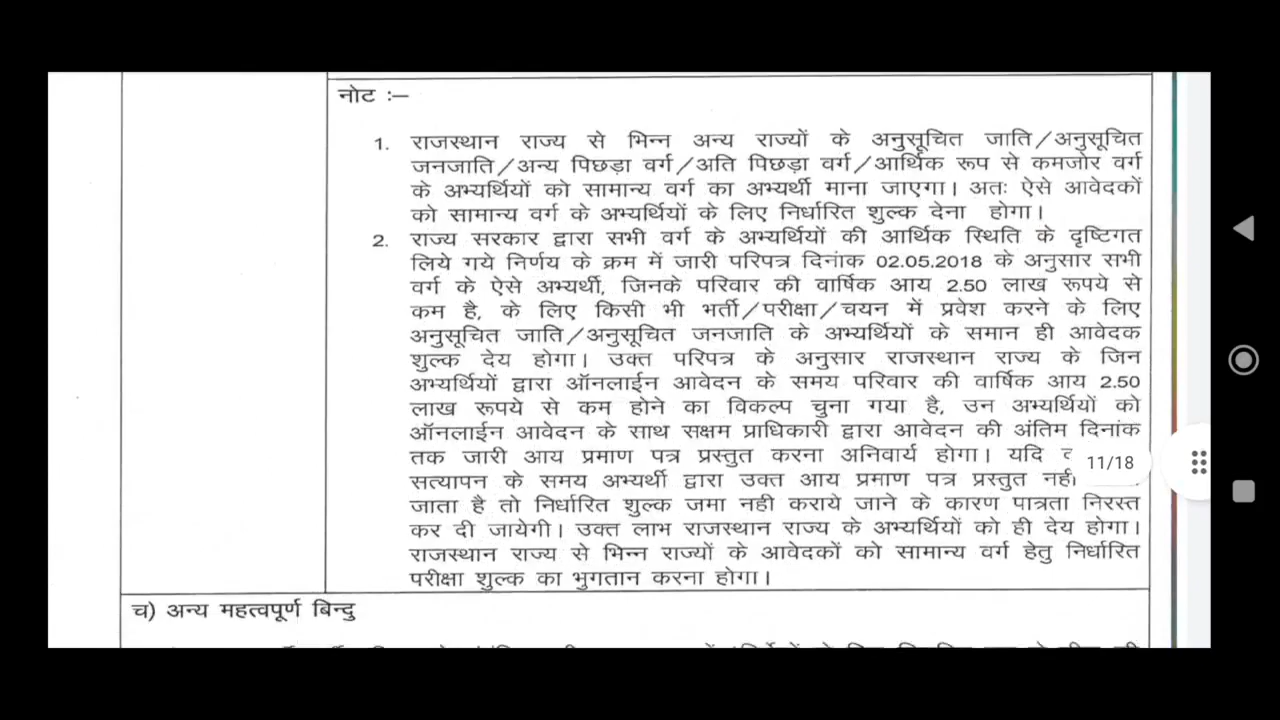 नोट :–
1. राजस्थान राज्य से भिन्न अन्य राज्यों के अनुसूचित जाति/अनुसूचित
जनजाति/अन्य पिछड़ा वर्ग/अति पिछड़ा वर्ग/आर्थिक रूप से कमजोर वर्ग
के अभ्यर्थियों को सामान्य वर्ग का अभ्यर्थी माना जाएगा। अतः ऐसे आवेदकों
को सामान्य वर्ग के अभ्यर्थियों के लिए निर्धारित शुल्क देना होगा।
2. राज्य सरकार द्वारा सभी वर्ग के अभ्यर्थियों की आर्थिक स्थिति के दृष्टिगत
लिये गये निर्णय के क्रम में जारी परिपत्र दिनांक 02.05.2018 के अनुसार सभी
वर्ग के ऐसे अभ्यर्थी, जिनके परिवार की वार्षिक आय 2.50 लाख रूपये से
कम है, के लिए किसी भी भर्ती/परीक्षा/चयन में प्रवेश करने के लिए
अनुसूचित जाति/अनुसूचित जनजाति के अभ्यर्थियों के समान ही आवेदक
शुल्क देय होगा। उक्त परिपत्र के अनुसार राजस्थान राज्य के जिन
अभ्यर्थियों द्वारा ऑनलाईन आवेदन के समय परिवार की वार्षिक आय 2.50
लाख रूपये से कम होने का विकल्प चुना गया है, उन अभ्यर्थियों को
ऑनलाईन आवेदन के साथ सक्षम प्राधिकारी द्वारा आवेदन की अंतिम दिनांक
तक जारी आय प्रमाण पत्र प्रस्तुत करना अनिवार्य होगा। यदि
11/18
सत्यापन के समय अभ्यर्थी द्वारा उक्त आय प्रमाण पत्र प्रस्तुत
जाता है तो निर्धारित शुल्क जमा नही कराये जाने के कारण पात्रता निरस्त
कर दी जायेगी। उक्त लाभ राजस्थान राज्य के अभ्यर्थियों को ही देय होगा।
राजस्थान राज्य से भिन्न राज्यों के आवेदकों को सामान्य वर्ग हेतु निर्धारित
परीक्षा शुल्क का भुगतान करना होगा।
च) अन्य महत्वपूर्ण बिन्दु